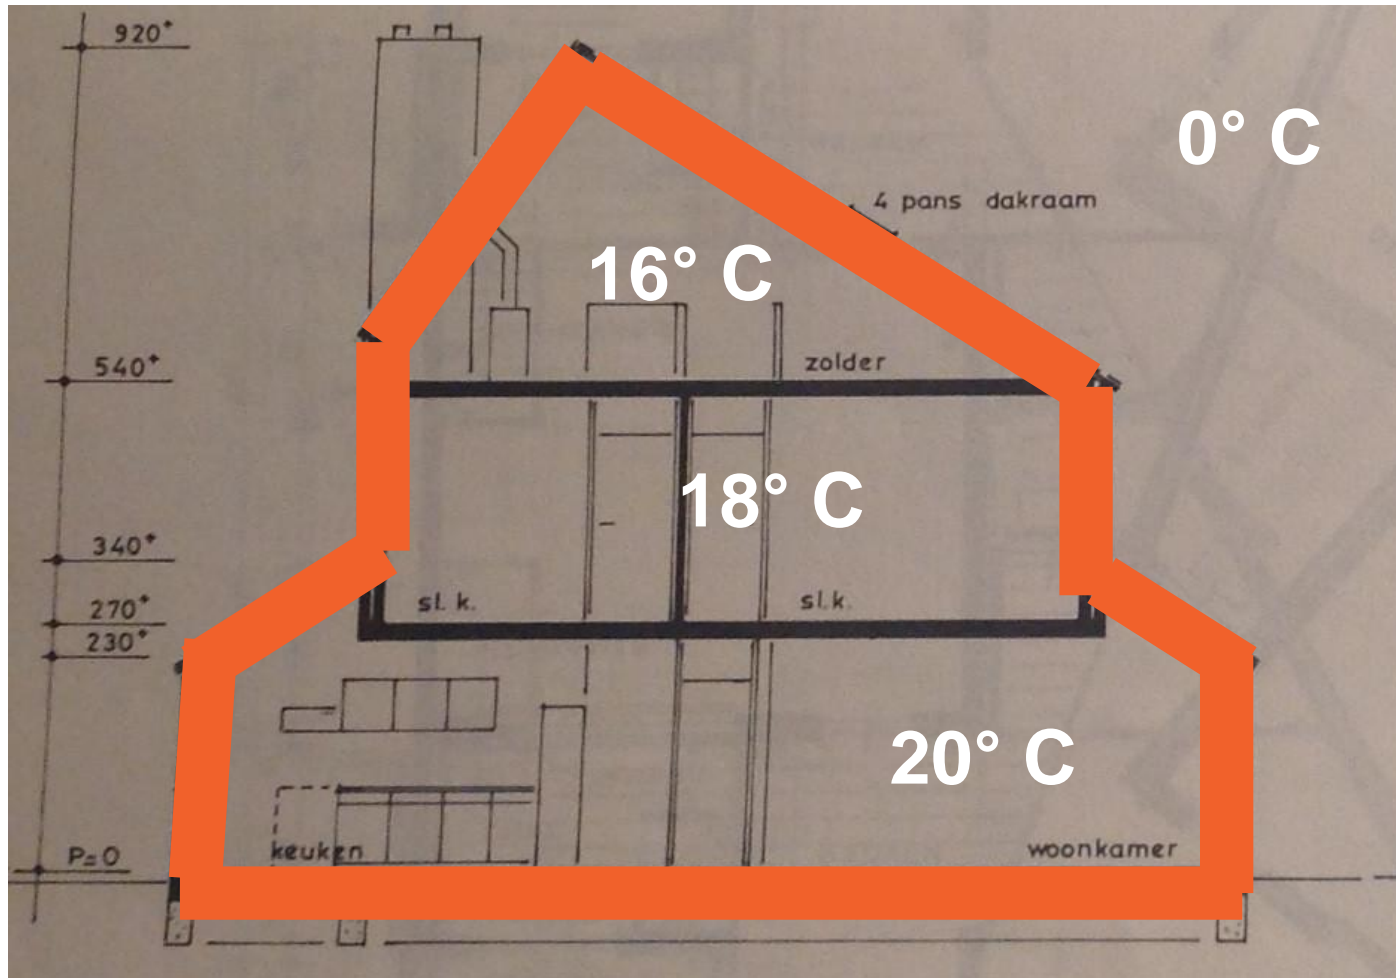 920+
0° C
4 pans dakraam
16° C
540+
zolder
18° C
340+
270+
sl. k.
sl.k.
230+
20° C
P=0
keuken
woonkamer